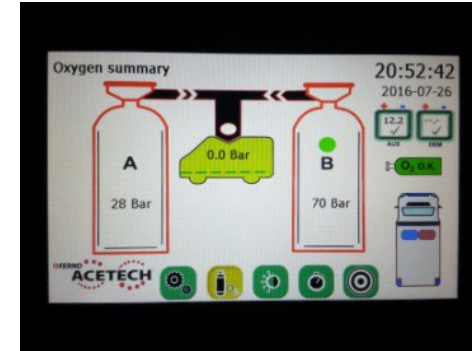 Oxygen summary
20:52:42
2016-07-26
12.2
--.-
AUX
OEM
O₂ O.K.
A
28 Bar
0.0 Bar
B
70 Bar
FERNO
ACETECH